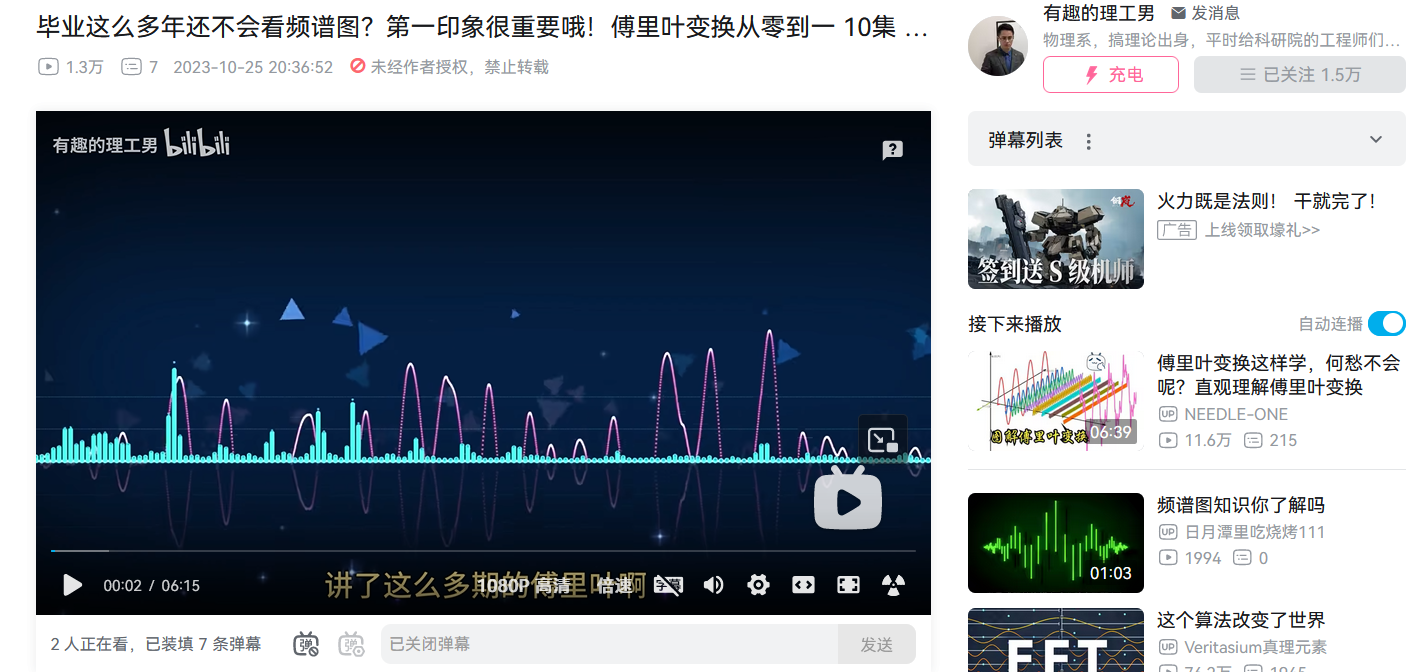 毕业这么多年还不会看频谱图？第一印象很重要哦！傅里叶变换从零到一 10集 …
1.3万 7 2023-10-25 20:36:52 未经作者授权，禁止转载
有趣的理工男 发消息
物理系，搞理论出身，平时给科研院的工程师们…
充电 已关注 1.5万
有趣的理工男 bilibili
讲了这么多期的傅里叶啊
00:02 / 06:15 1080P 高清 倍速 字幕
2 人正在看，已装填 7 条弹幕 弹 弹 已关闭弹幕 发送
弹幕列表
签到送 S 级机师
火力既是法则！ 干就完了！
广告 上线领取壕礼>>
接下来播放 自动连播
图解傅里叶变换
06:39
傅里叶变换这样学，何愁不会
呢？直观理解傅里叶变换
UP NEEDLE-ONE
11.6万 215
01:03
频谱图知识你了解吗
UP 日月潭里吃烧烤111
1994 0
FFT
这个算法改变了世界
UP Veritasium真理元素